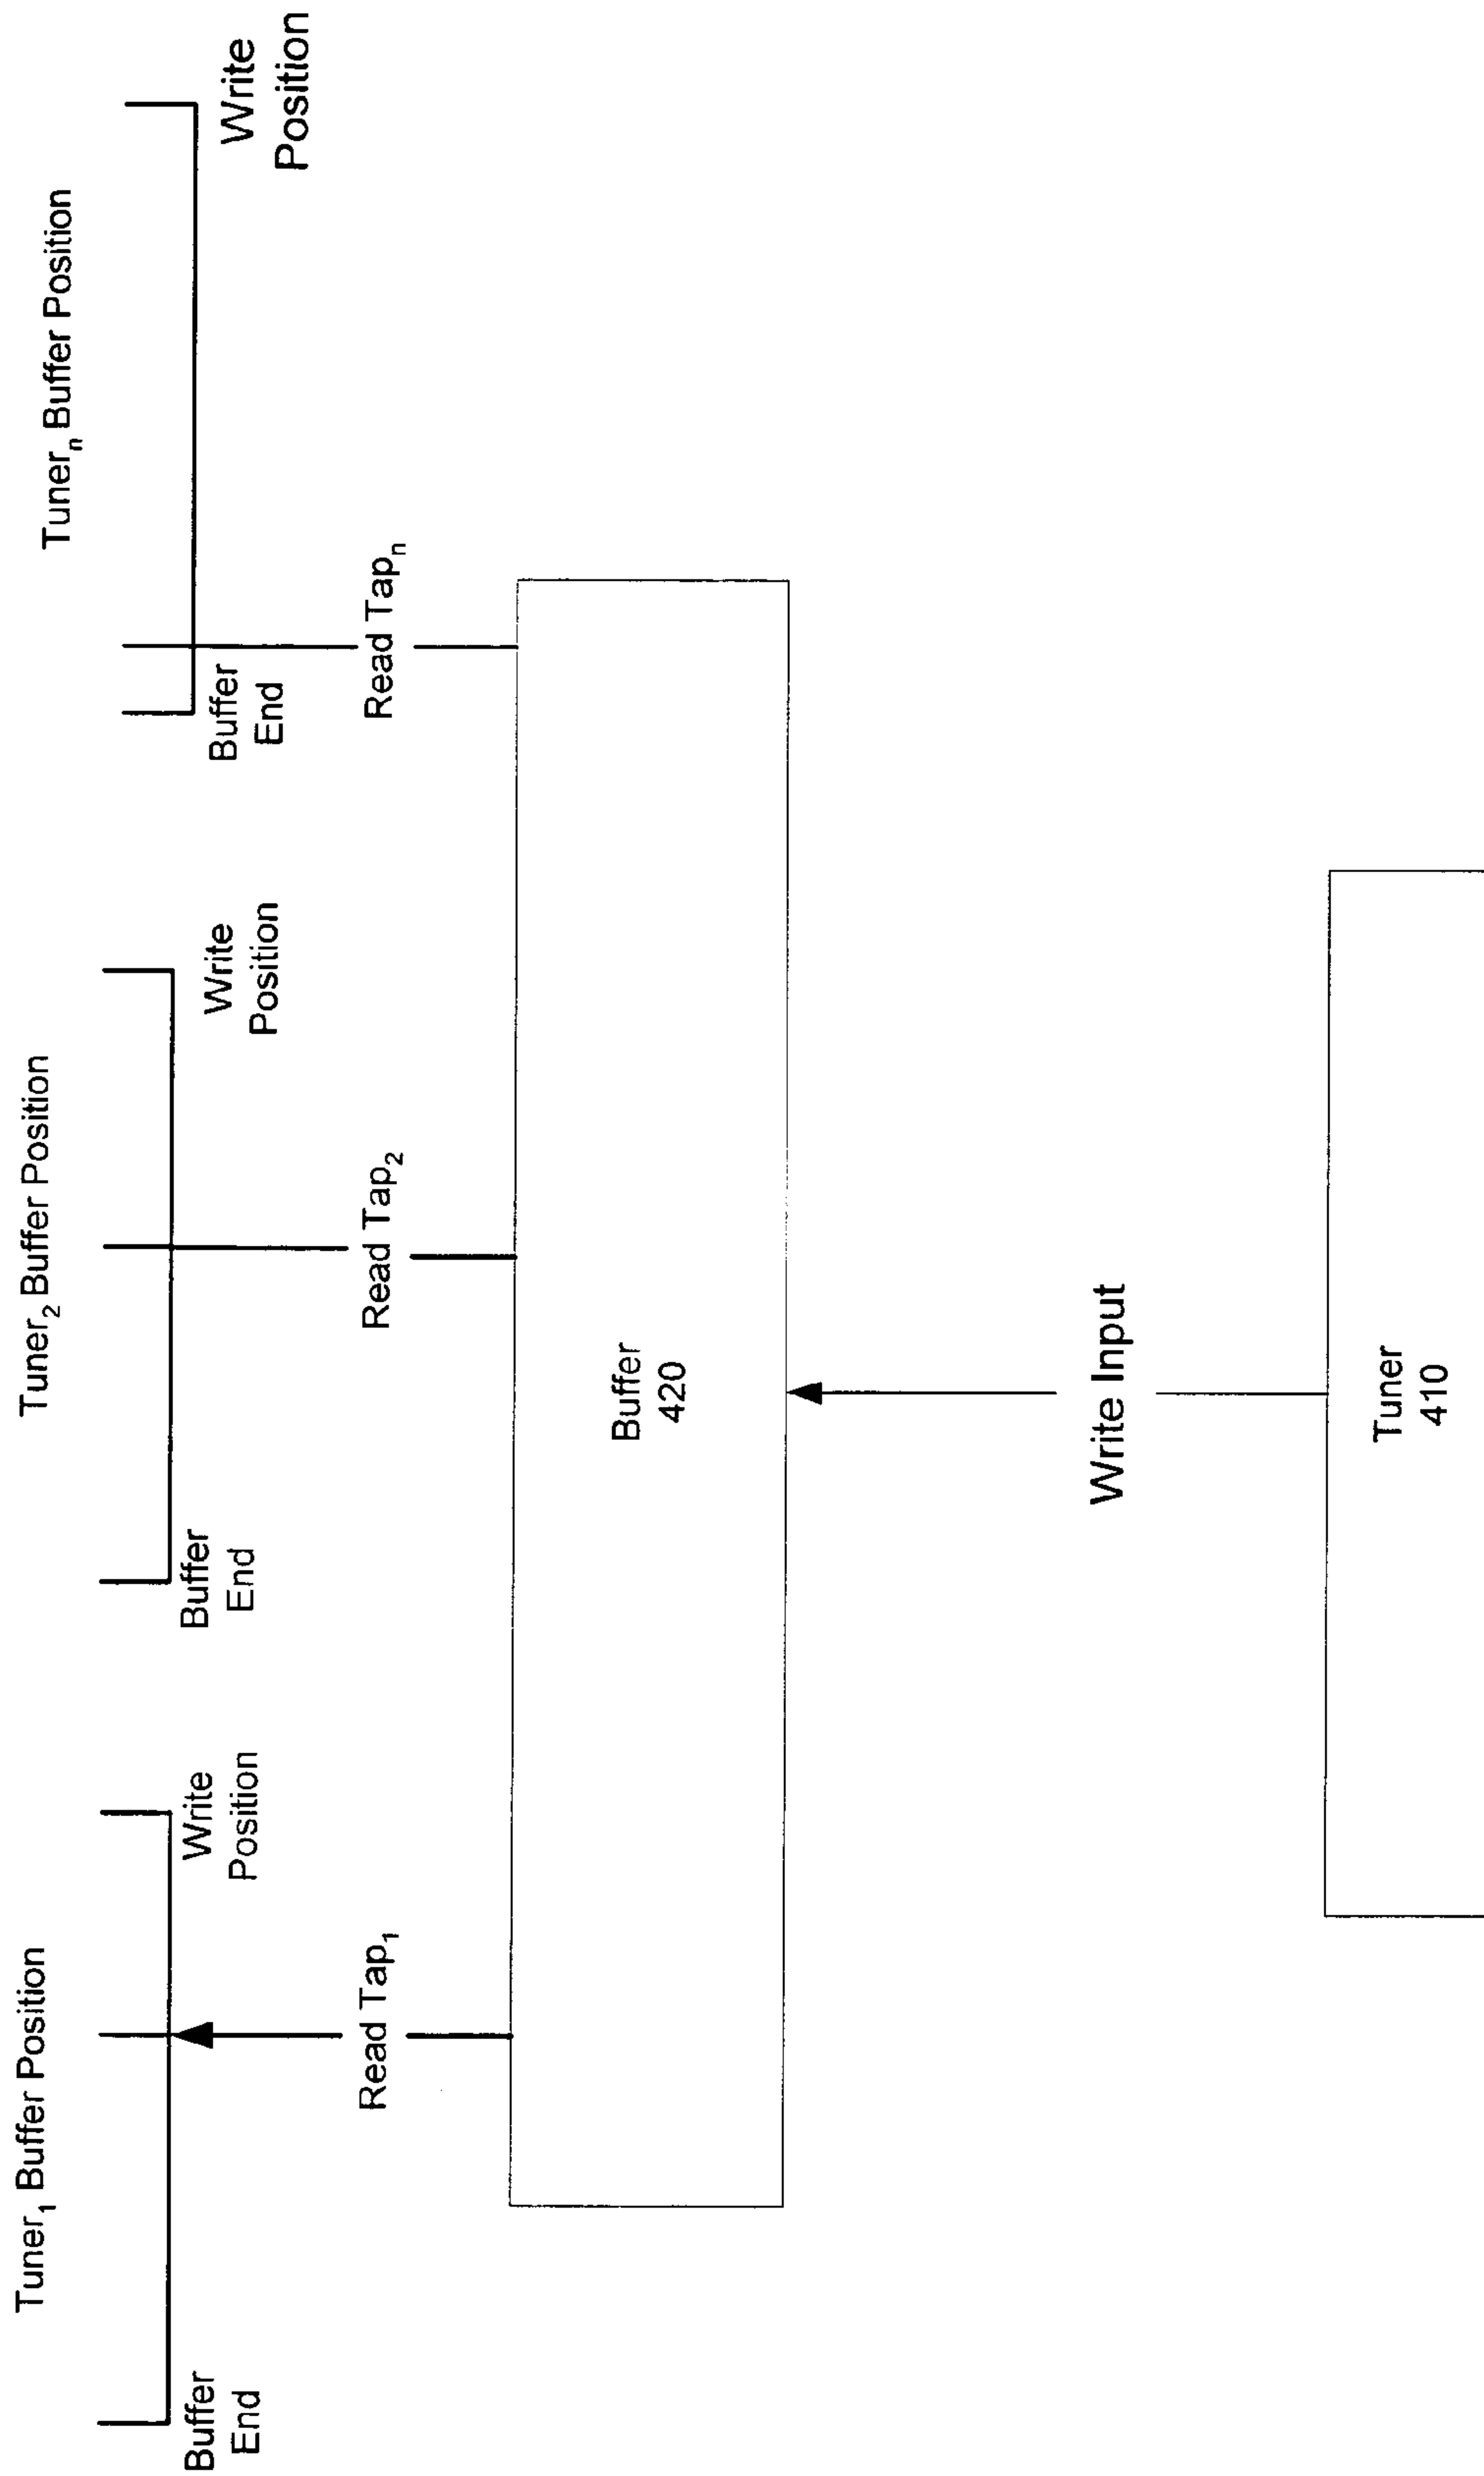 Tuner1 Buffer Position
Buffer
End
Write
Position
Read Tap1
Tuner2 Buffer Position
Buffer
End
Write
Position
Read Tap2
Tunern Buffer Position
Buffer
End
Write
Position
Read Tapn
Buffer
420
Write Input
Tuner
410